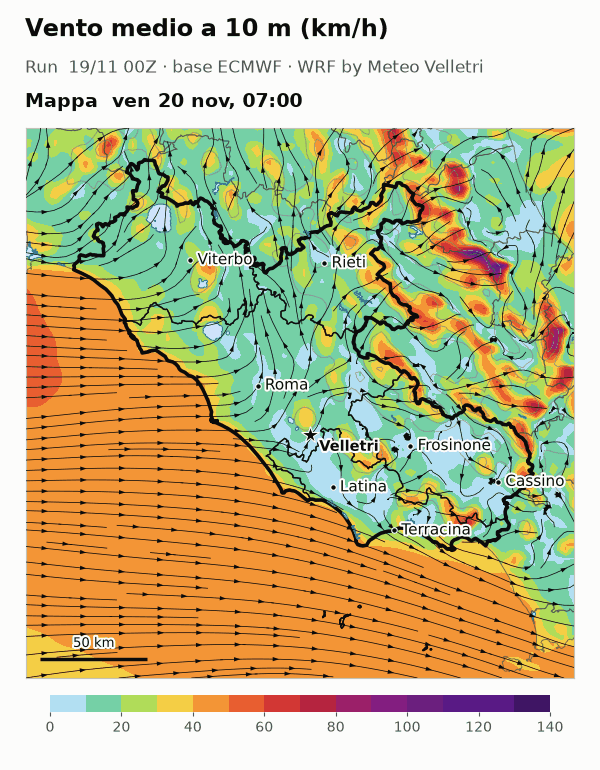 Vento medio a 10 m (km/h)
Run  19/11 00Z · base ECMWF · WRF by Meteo Velletri
Mappa  ven 20 nov, 07:00
Viterbo
Rieti
Roma
Velletri
Frosinone
Cassino
Latina
Terracina
50 km
0 20 40 60 80 100 120 140